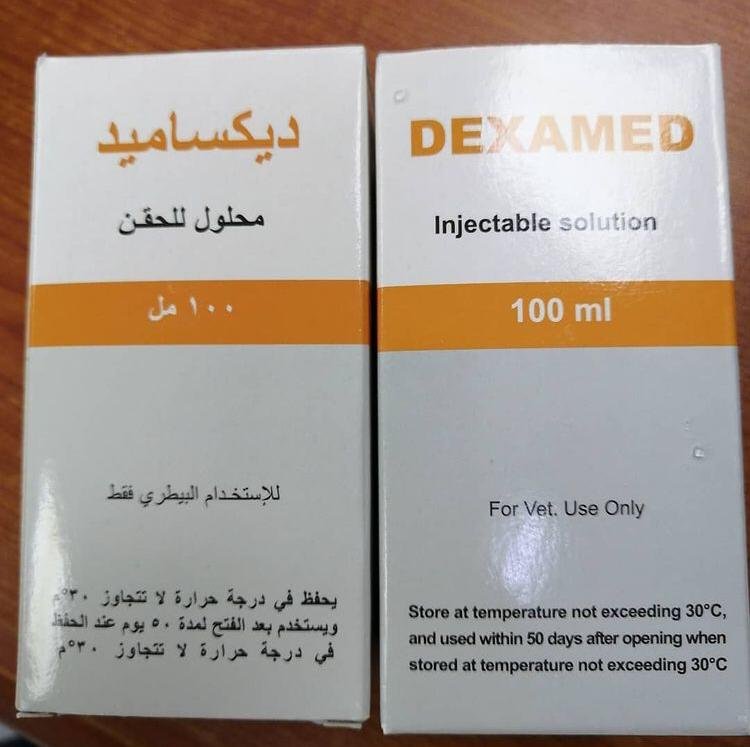 ديكساميد
محلول للحقن
١٠٠ مل
للإستخدام البيطري فقط
يحفظ في درجة حرارة لا تتجاوز ٣٠°م
ويستخدم بعد الفتح لمدة ٥٠ يوم عند الحفظ
في درجة حرارة لا تتجاوز ٣٠°م
DEXAMED
Injectable solution
100 ml
For Vet. Use Only
Store at temperature not exceeding 30°C,
and used within 50 days after opening when
stored at temperature not exceeding 30°C